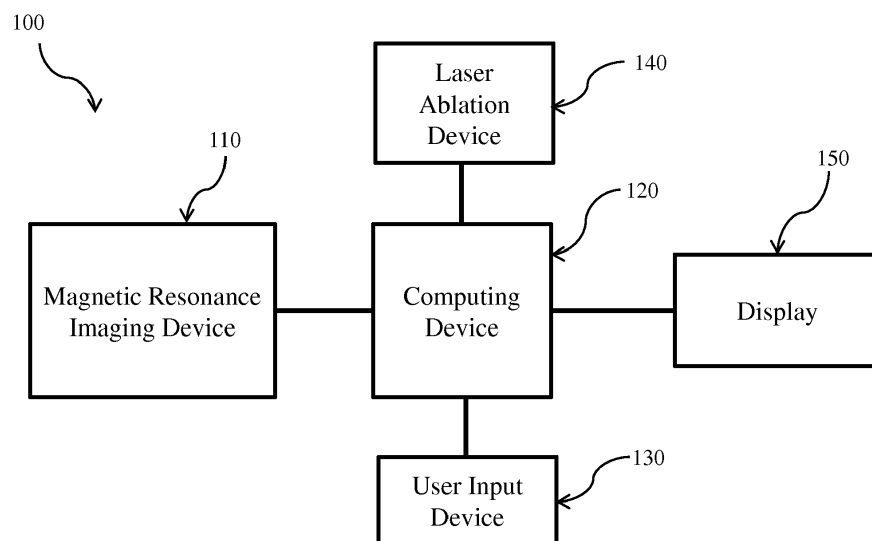 100
Laser
Ablation
Device
140
110
150
120
Magnetic Resonance
Imaging Device
Computing
Device
Display
User Input
Device
130